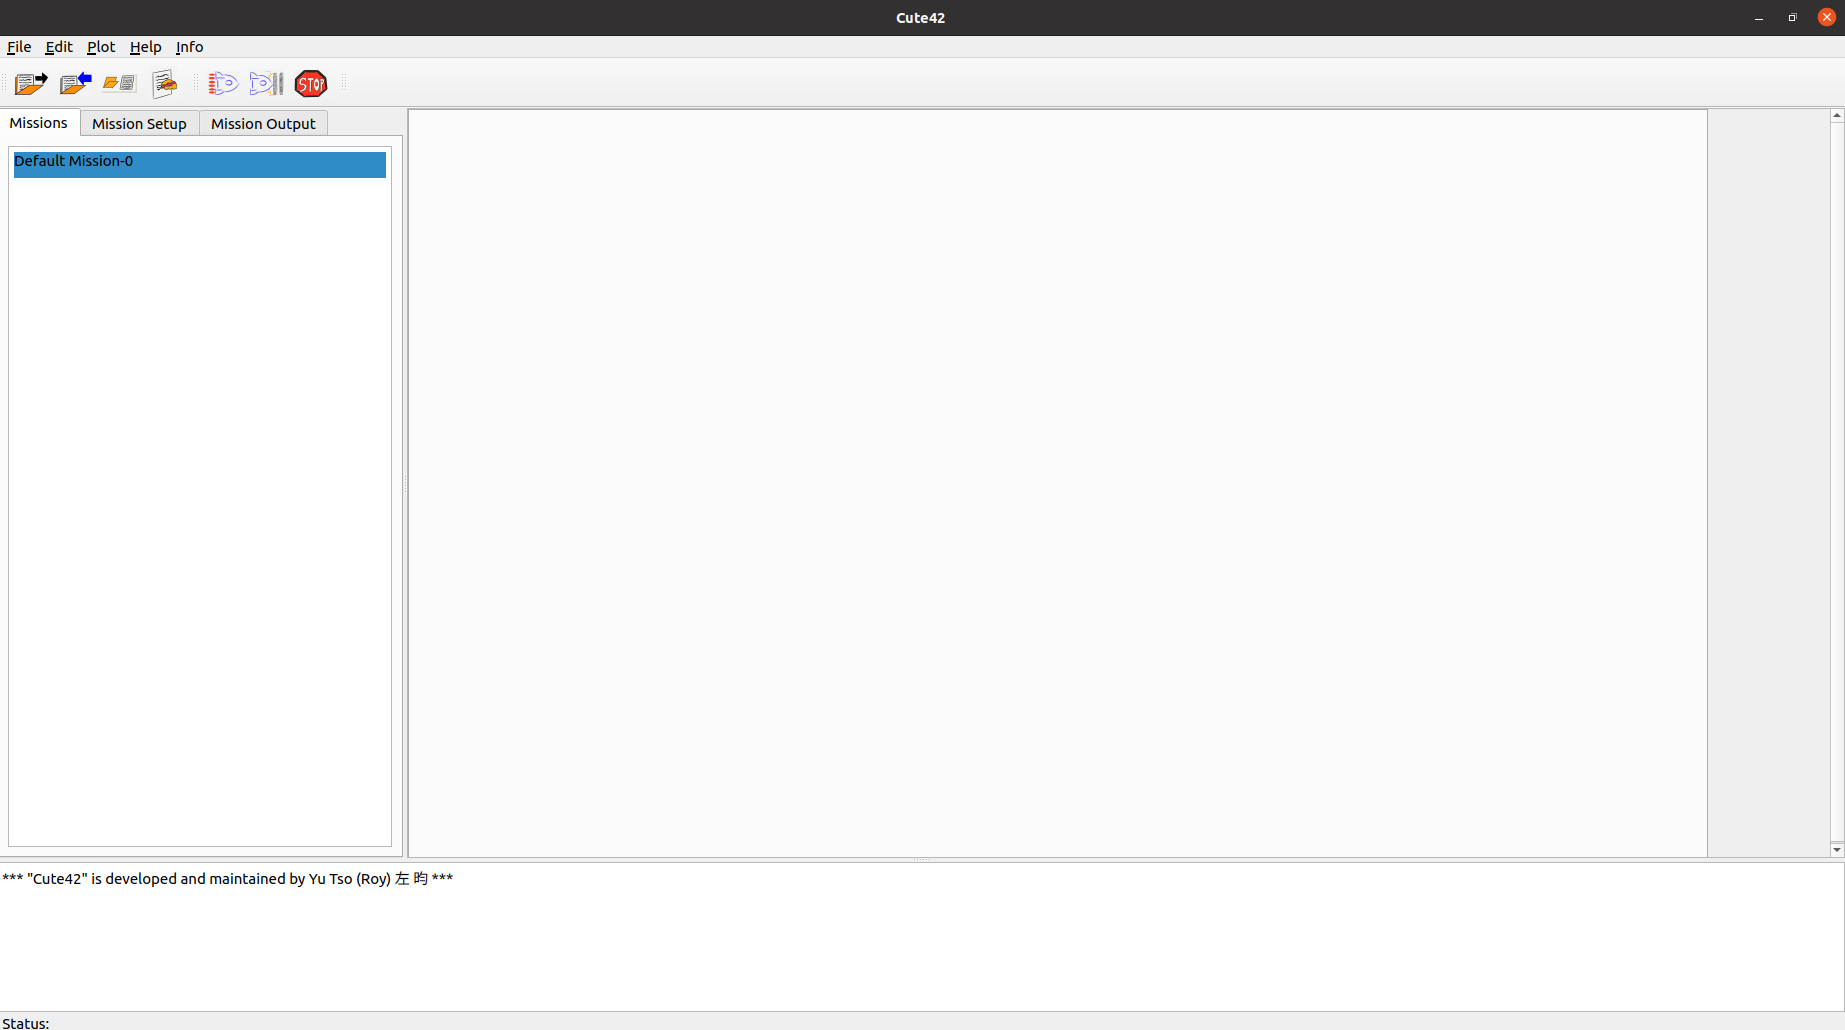 Cute42
File Edit Plot Help Info
STOP
Missions Mission Setup Mission Output
Default Mission-0
*** "Cute42" is developed and maintained by Yu Tso (Roy) 左 昀 ***
Status: